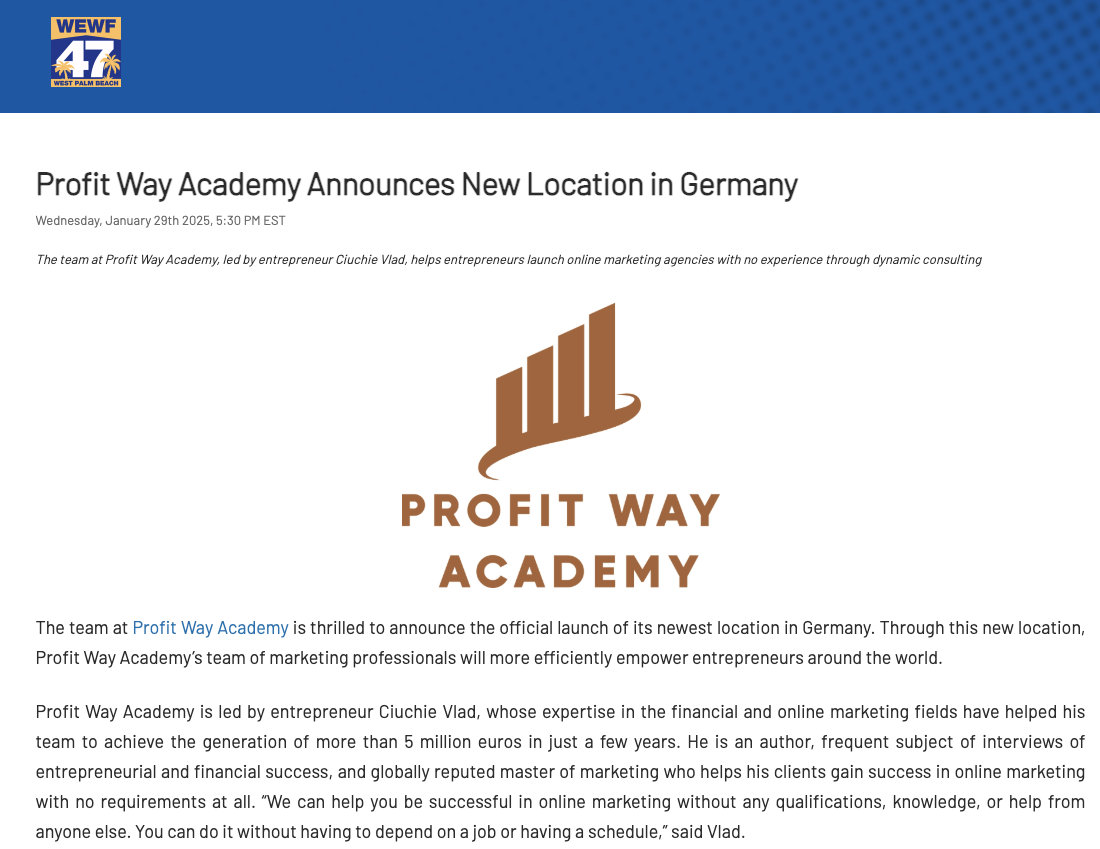 WEWF
47
WEST PALM BEACH
Profit Way Academy Announces New Location in Germany
Wednesday, January 29th 2025, 5:30 PM EST
The team at Profit Way Academy, led by entrepreneur Ciuchie Vlad, helps entrepreneurs launch online marketing agencies with no experience through dynamic consulting
PROFIT WAY
ACADEMY
The team at Profit Way Academy is thrilled to announce the official launch of its newest location in Germany. Through this new location,
Profit Way Academy’s team of marketing professionals will more efficiently empower entrepreneurs around the world.
Profit Way Academy is led by entrepreneur Ciuchie Vlad, whose expertise in the financial and online marketing fields have helped his
team to achieve the generation of more than 5 million euros in just a few years. He is an author, frequent subject of interviews of
entrepreneurial and financial success, and globally reputed master of marketing who helps his clients gain success in online marketing
with no requirements at all. “We can help you be successful in online marketing without any qualifications, knowledge, or help from
anyone else. You can do it without having to depend on a job or having a schedule,” said Vlad.